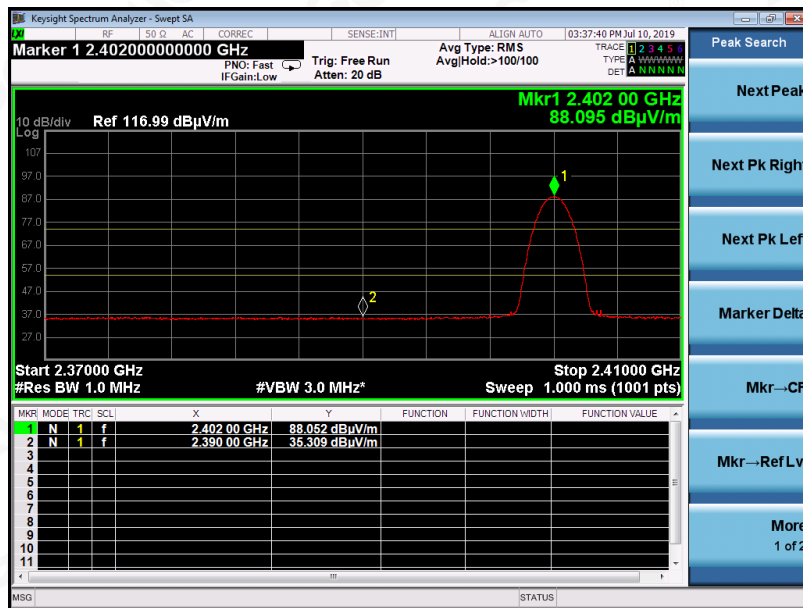 Keysight Spectrum Analyzer - Swept SA
LXI RF 50 Ω AC CORREC SENSE:INT ALIGN AUTO 03:37:40 PM Jul 10, 2019
Marker 1 2.402000000000 GHz Avg Type: RMS TRACE 1 2 3 4 5 6
PNO: Fast Trig: Free Run Avg|Hold:>100/100 TYPE A WWWWW
IFGain:Low Atten: 20 dB DET A N N N N N
Peak Search
Mkr1 2.402 00 GHz
10 dB/div Ref 116.99 dBµV/m 88.095 dBµV/m
Log
107
97.0
1
87.0
77.0
67.0
57.0
47.0
2
37.0
27.0
Start 2.37000 GHz Stop 2.41000 GHz
#Res BW 1.0 MHz #VBW 3.0 MHz* Sweep 1.000 ms (1001 pts)
MKR MODE TRC SCL X Y FUNCTION FUNCTION WIDTH FUNCTION VALUE
1 N 1 f 2.402 00 GHz 88.052 dBµV/m
2 N 1 f 2.390 00 GHz 35.309 dBµV/m
3
4
5
6
7
8
9
10
11
MSG STATUS
Next Peak
Next Pk Right
Next Pk Left
Marker Delta
Mkr→CF
Mkr→Ref Lv
More
1 of 2